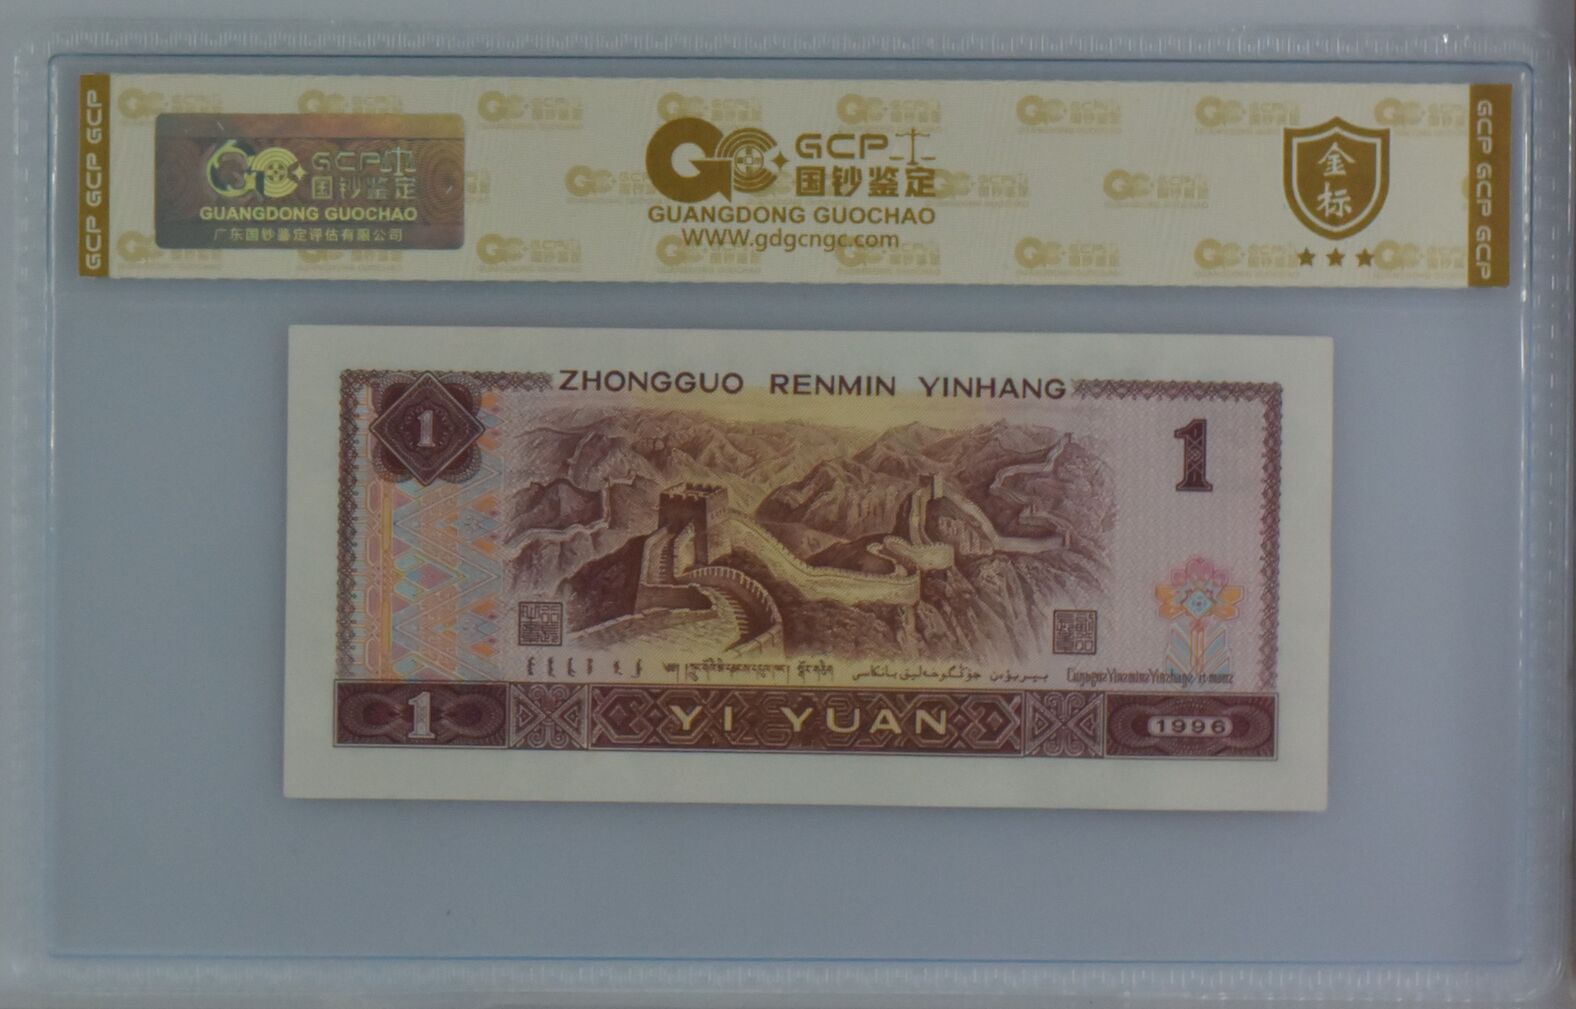 GCP GCP GCP
GCP
国钞鉴定
GUANGDONG GUOCHAO
广东国钞鉴定评估有限公司
GCP
国钞鉴定
GUANGDONG GUOCHAO
WWW.gdgcngc.com
金
标
GCP GCP GCP
ZHONGGUO RENMIN YINHANG
1
1
1
YI YUAN
1996